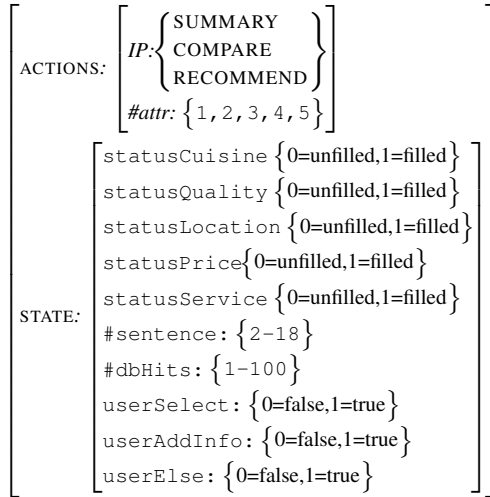 SUMMARY
IP: COMPARE
ACTIONS: RECOMMEND
#attr: {1,2,3,4,5}
statusCuisine {0=unfilled,1=filled}
statusQuality {0=unfilled,1=filled}
statusLocation {0=unfilled,1=filled}
statusPrice{0=unfilled,1=filled}
statusService {0=unfilled,1=filled}
STATE: #sentence: {2-18}
#dbHits: {1-100}
userSelect: {0=false,1=true}
userAddInfo: {0=false,1=true}
userElse: {0=false,1=true}